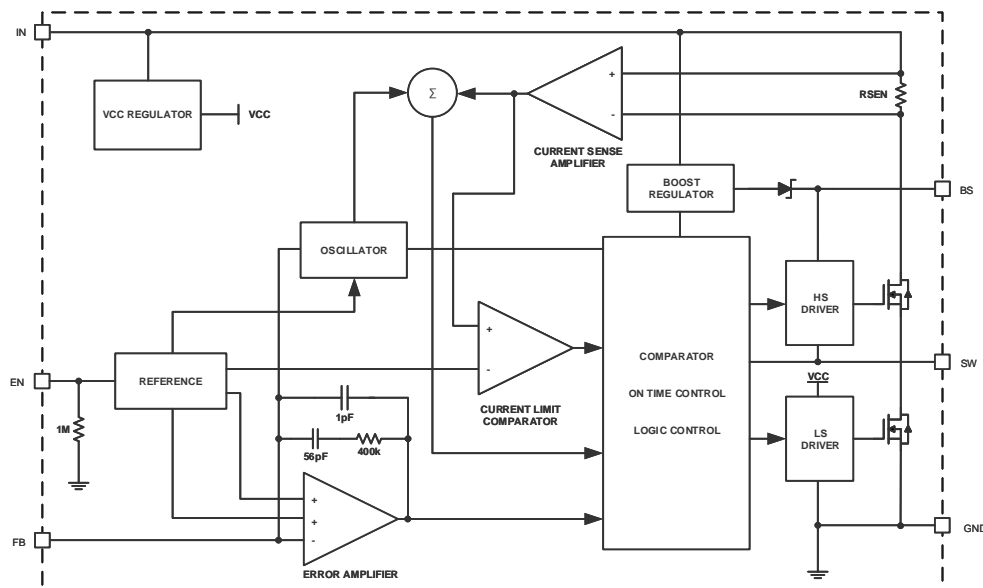 IN
VCC REGULATOR
VCC
Σ
+
-
RSEN
CURRENT SENSE
AMPLIFIER
BOOST
REGULATOR
BS
OSCILLATOR
HS
DRIVER
+
-
CURRENT LIMIT
COMPARATOR
COMPARATOR
ON TIME CONTROL
LOGIC CONTROL
SW
EN
REFERENCE
1M
1pF
56pF
400k
VCC
LS
DRIVER
+
+
-
ERROR AMPLIFIER
FB
GND